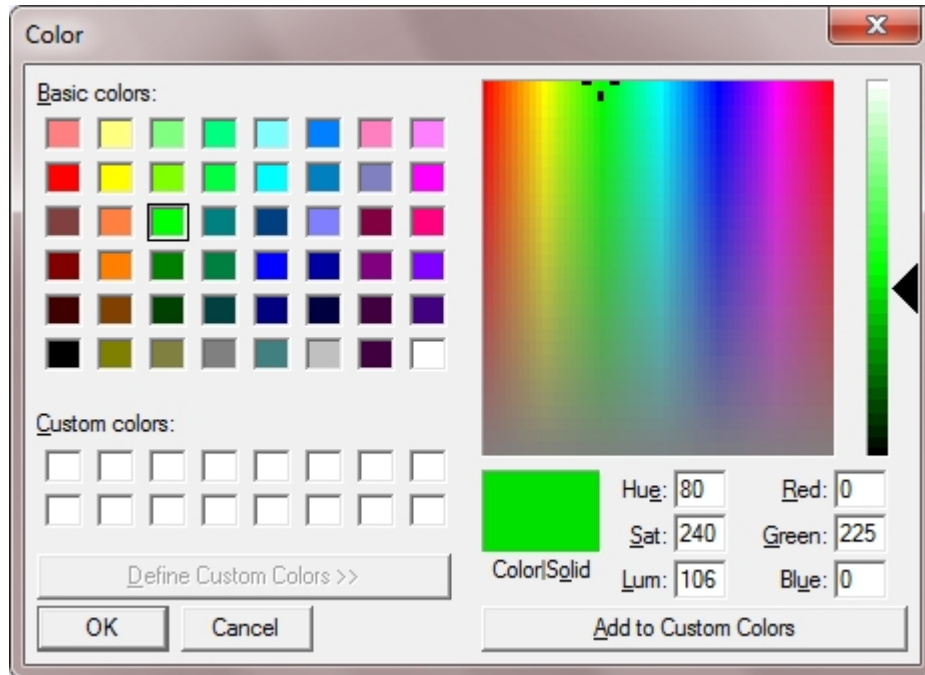 Color
Basic colors:
Custom colors:
Define Custom Colors >>
OK Cancel
Color|Solid
Hue: 80 Red: 0
Sat: 240 Green: 225
Lum: 106 Blue: 0
Add to Custom Colors